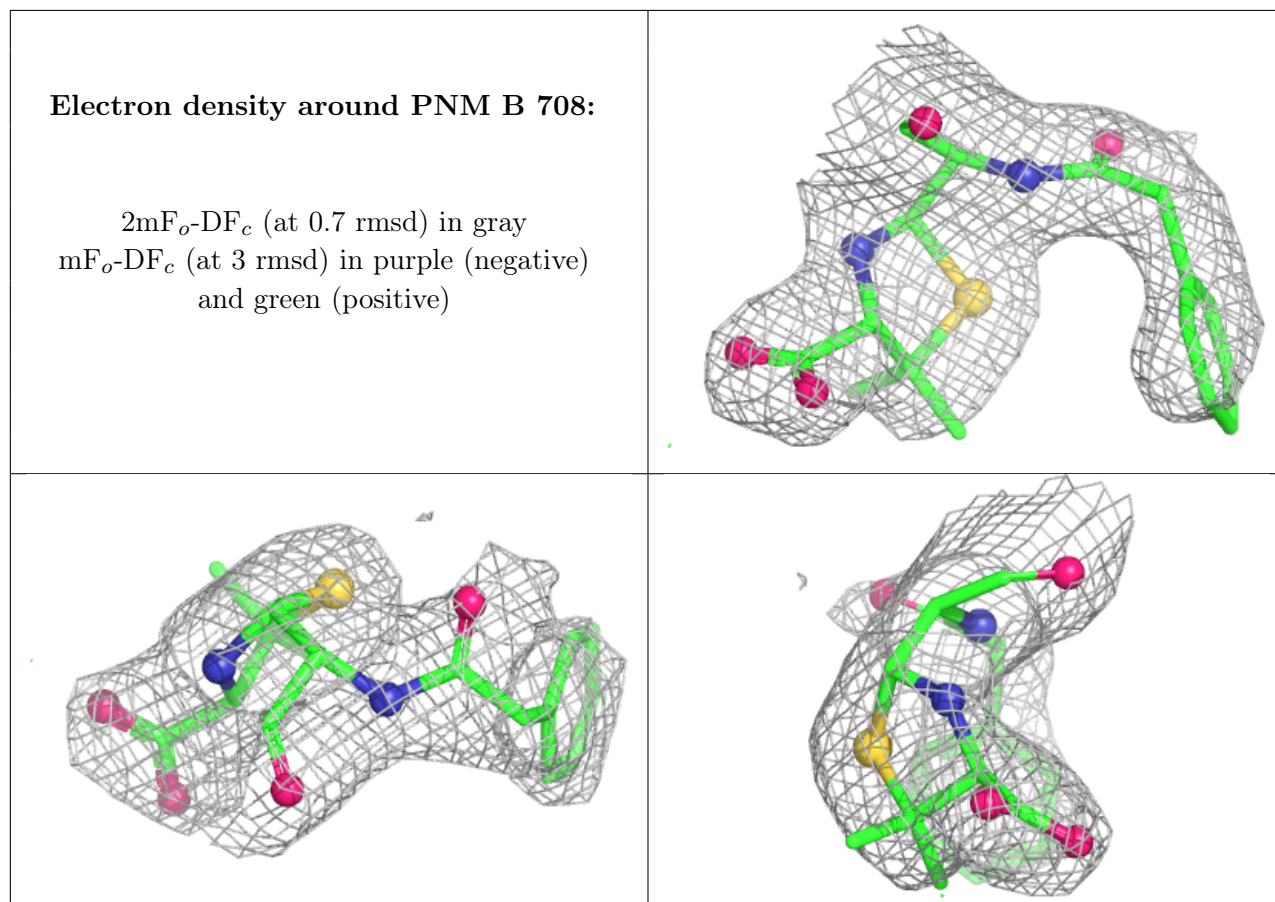 Electron density around PNM B 708:
2mFo-DFc (at 0.7 rmsd) in gray
mFo-DFc (at 3 rmsd) in purple (negative)
and green (positive)